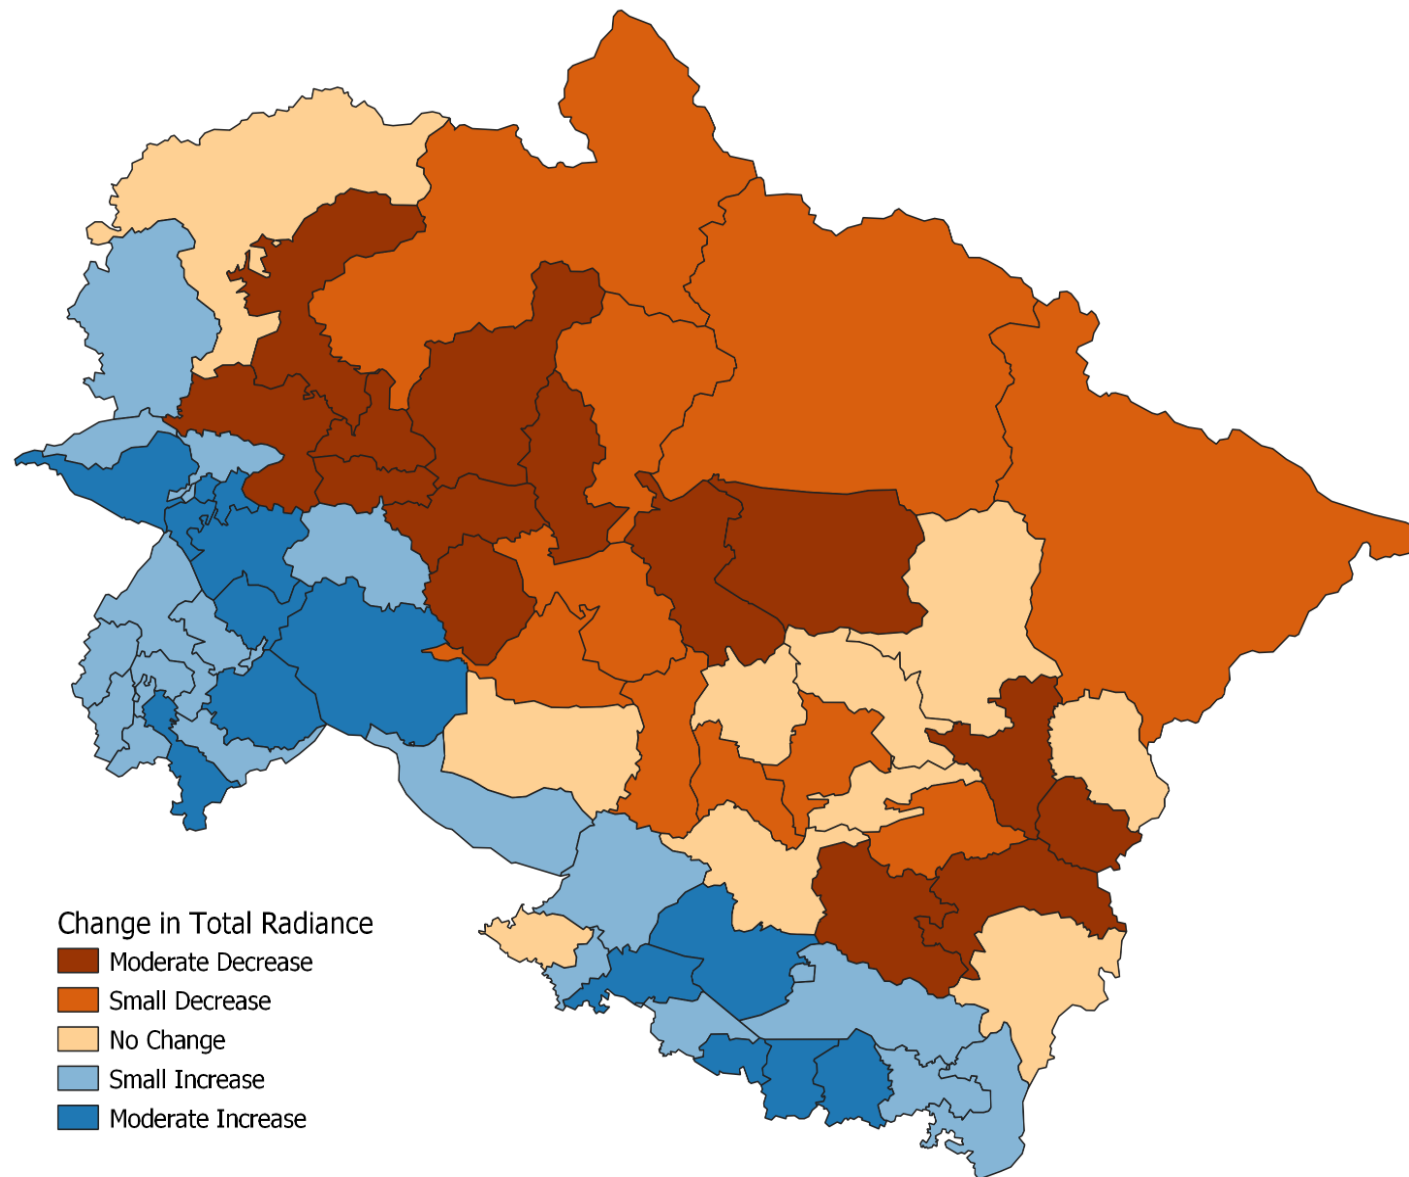 Change in Total Radiance
Moderate Decrease
Small Decrease
No Change
Small Increase
Moderate Increase